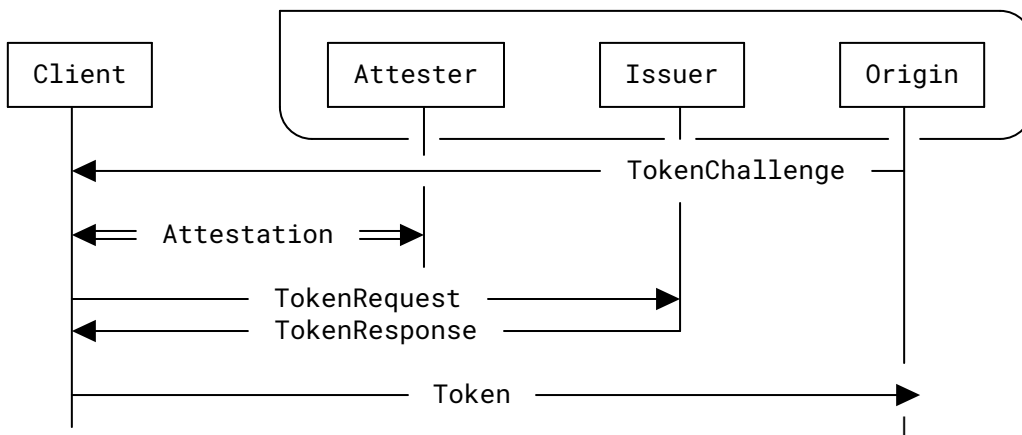 Client Attester Issuer Origin
TokenChallenge
Attestation
TokenRequest
TokenResponse
Token